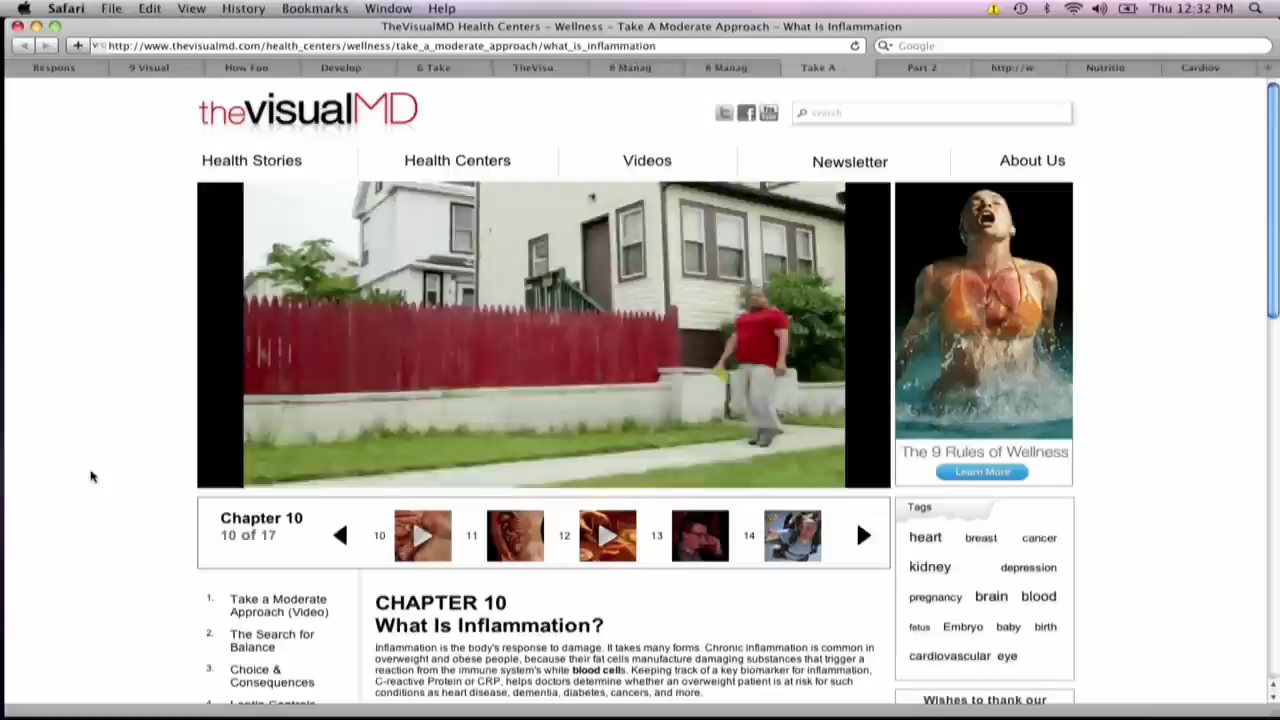 Safari File Edit View History Bookmarks Window Help Thu 12:32 PM
TheVisualMD Health Centers – Wellness – Take A Moderate Approach – What Is Inflammation
http://www.thevisualmd.com/health_centers/wellness/take_a_moderate_approach/what_is_inflammation
Google
Respons 9 Visual How Foo Develop 6 Take TheVisu 8 Manag 8 Manag Take A Part 2 http://w Nutritio Cardiov
theVisualMD
search
Health Stories Health Centers Videos Newsletter About Us
The 9 Rules of Wellness
Learn More
Chapter 10
10 of 17
10 11 12 13 14
Tags
heart breast cancer
kidney depression
pregnancy brain blood
fetus Embryo baby birth
cardiovascular eye
Wishes to thank our
1. Take a Moderate
Approach (Video)
2. The Search for
Balance
3. Choice &
Consequences
CHAPTER 10
What Is Inflammation?
Inflammation is the body's response to damage. It takes many forms. Chronic inflammation is common in
overweight and obese people, because their fat cells manufacture damaging substances that trigger a
reaction from the immune system's white blood cells. Keeping track of a key biomarker for inflammation,
C-reactive Protein or CRP, helps doctors determine whether an overweight patient is at risk for such
conditions as heart disease, dementia, diabetes, cancers, and more.